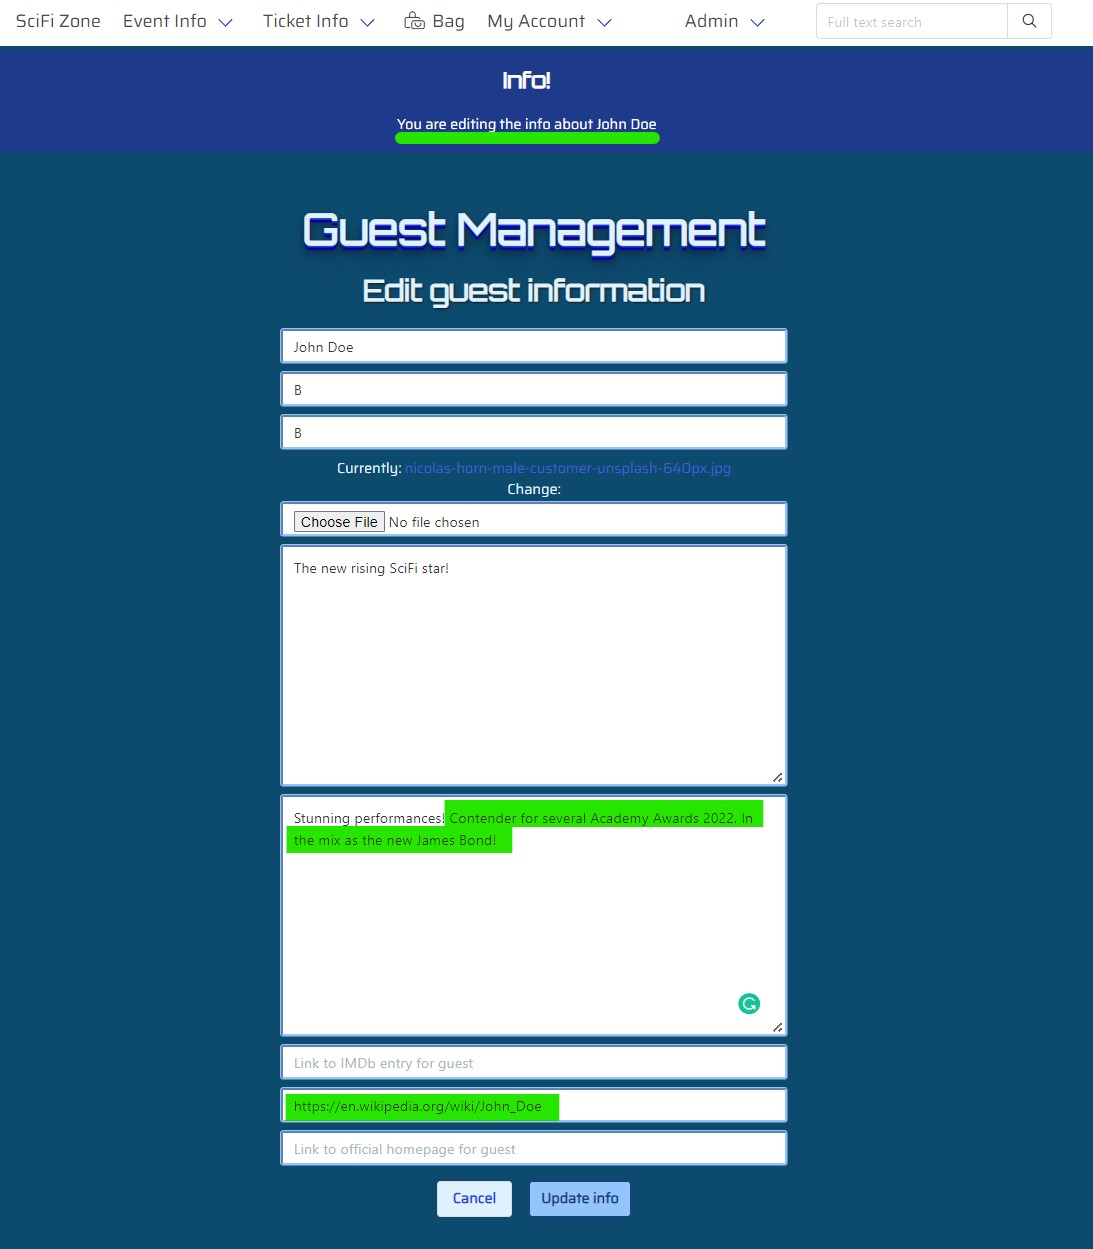 SciFi Zone Event Info Ticket Info Bag My Account Admin Full text search
Info!
You are editing the info about John Doe
Guest Management
Edit guest information
John Doe
B
B
Currently: nicolas-horn-male-customer-unsplash-640px.jpg
Change:
Choose File No file chosen
The new rising SciFi star!
Stunning performances! Contender for several Academy Awards 2022. In
the mix as the new James Bond!
Link to IMDb entry for guest
https://en.wikipedia.org/wiki/John_Doe
Link to official homepage for guest
Cancel Update info